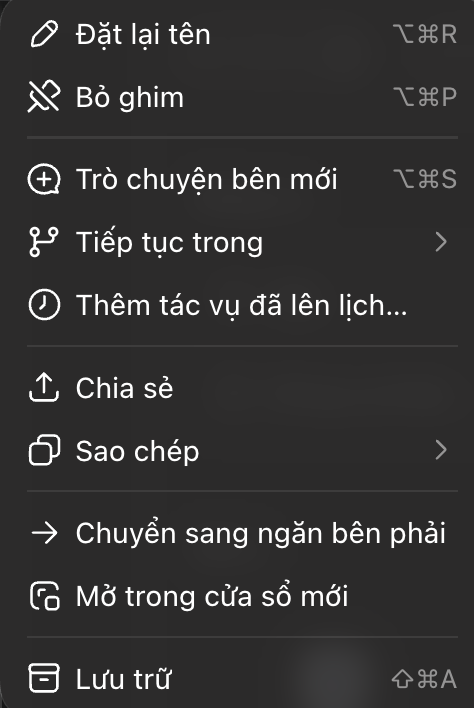 Đặt lại tên ⌥⌘R
Bỏ ghim ⌥⌘P
Trò chuyện bên mới ⌥⌘S
Tiếp tục trong
Thêm tác vụ đã lên lịch...
Chia sẻ
Sao chép
Chuyển sang ngăn bên phải
Mở trong cửa sổ mới
Lưu trữ ⇧⌘A